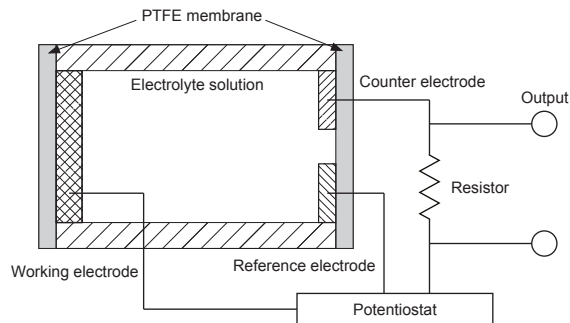 PTFE membrane
Electrolyte solution
Counter electrode
Output
Resistor
Working electrode
Reference electrode
Potentiostat